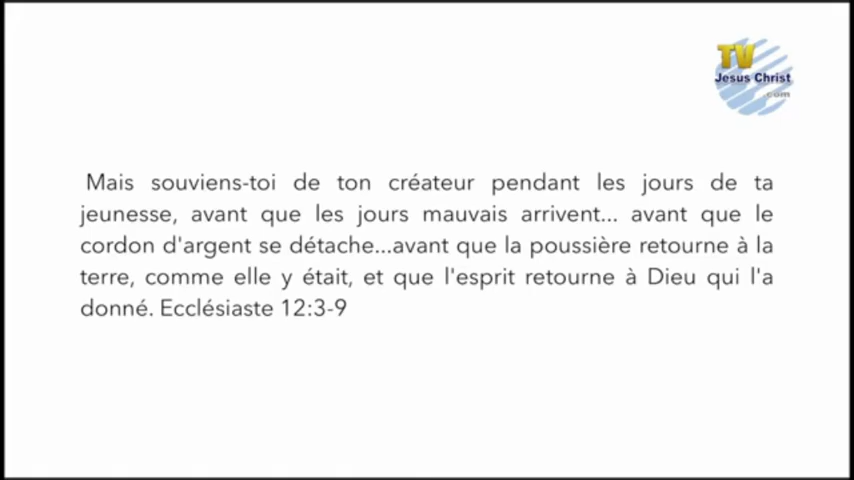 TV
Jesus Christ
.com
Mais souviens-toi de ton créateur pendant les jours de ta
jeunesse, avant que les jours mauvais arrivent... avant que le
cordon d'argent se détache...avant que la poussière retourne à la
terre, comme elle y était, et que l'esprit retourne à Dieu qui l'a
donné. Ecclésiaste 12:3-9